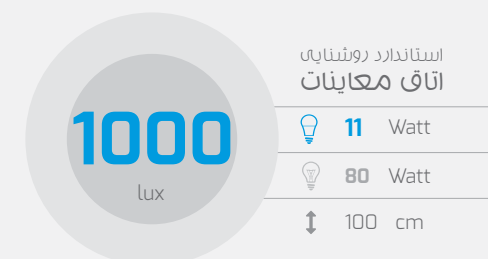 استاندارد روشنایی
اتاق معاینات
1000
lux
11 Watt
80 Watt
100 cm